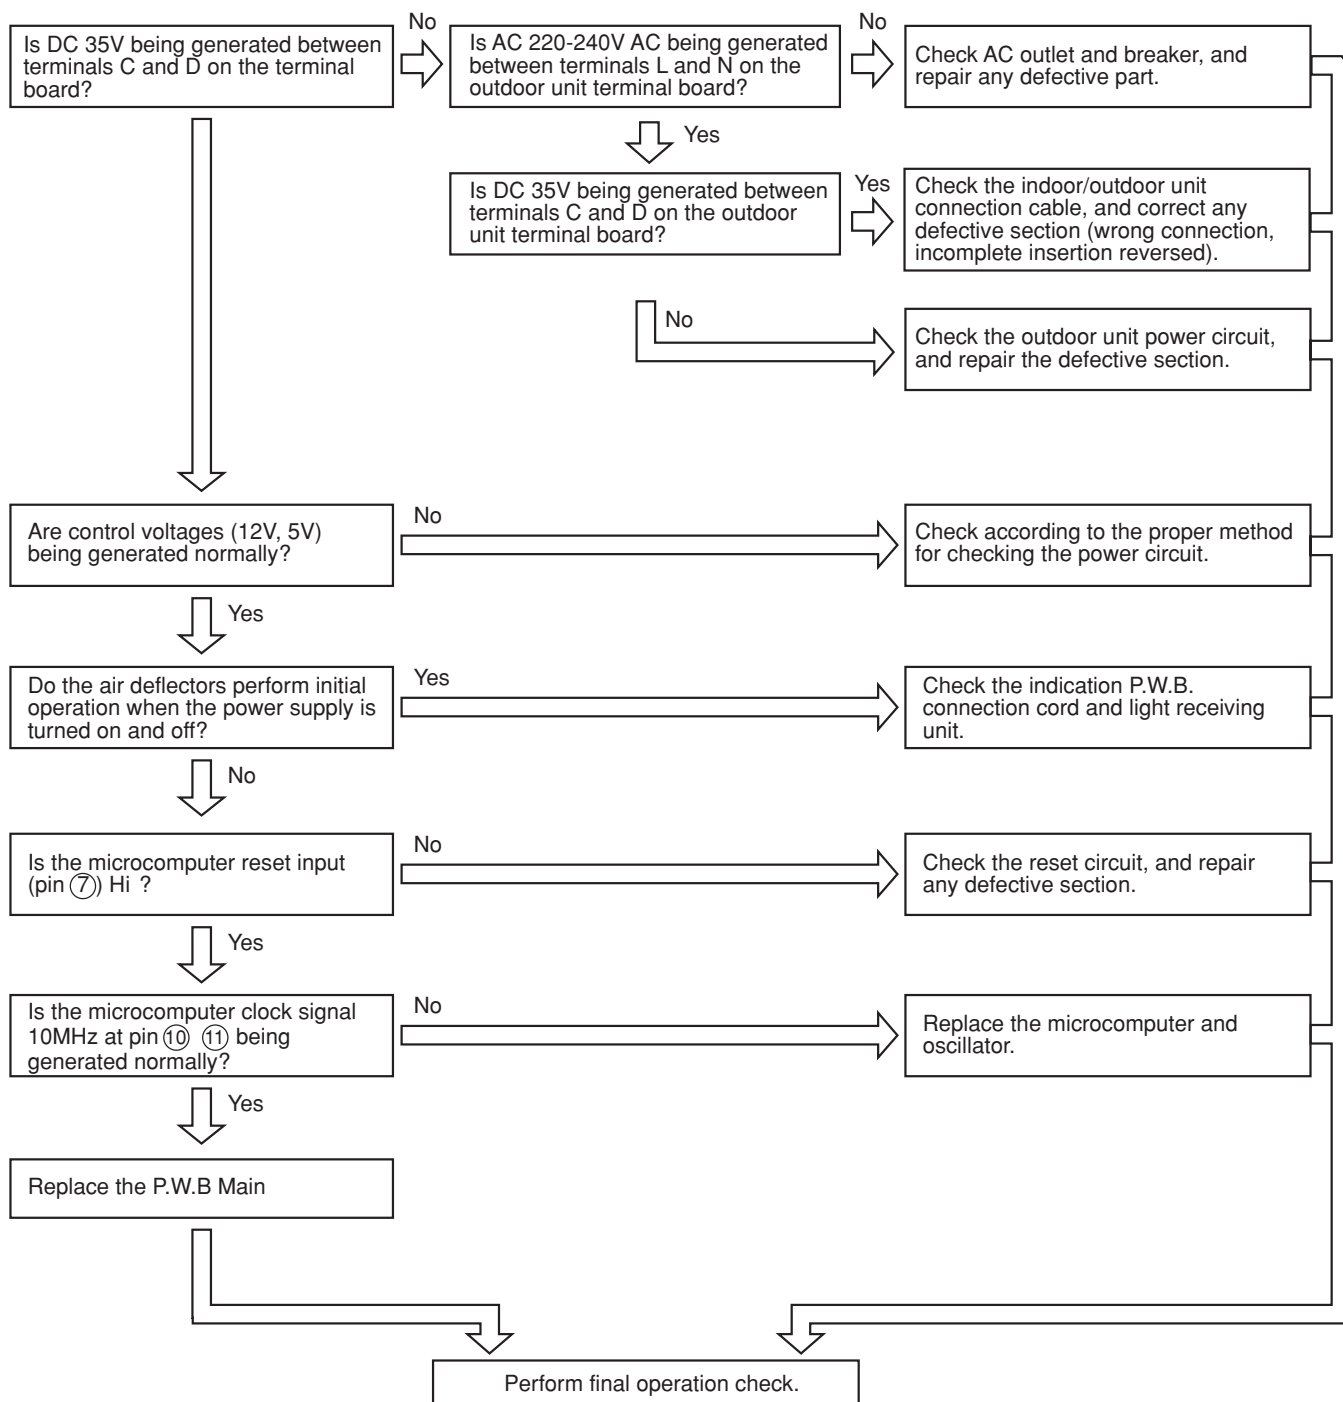 No
No
Is DC 35V being generated between
terminals C and D on the terminal
board?
Is AC 220-240V AC being generated
between terminals L and N on the
outdoor unit terminal board?
Check AC outlet and breaker, and
repair any defective part.
Yes
Is DC 35V being generated between
terminals C and D on the outdoor
unit terminal board?
Yes
Check the indoor/outdoor unit
connection cable, and correct any
defective section (wrong connection,
incomplete insertion reversed).
No
Check the outdoor unit power circuit,
and repair the defective section.
Are control voltages (12V, 5V)
being generated normally?
No
Check according to the proper method
for checking the power circuit.
Yes
Do the air deflectors perform initial
operation when the power supply is
turned on and off?
Yes
Check the indication P.W.B.
connection cord and light receiving
unit.
No
Is the microcomputer reset input
(pin ⑦) Hi ?
No
Check the reset circuit, and repair
any defective section.
Yes
Is the microcomputer clock signal
10MHz at pin ⑩ ⑪ being
generated normally?
No
Replace the microcomputer and
oscillator.
Yes
Replace the P.W.B Main
Perform final operation check.